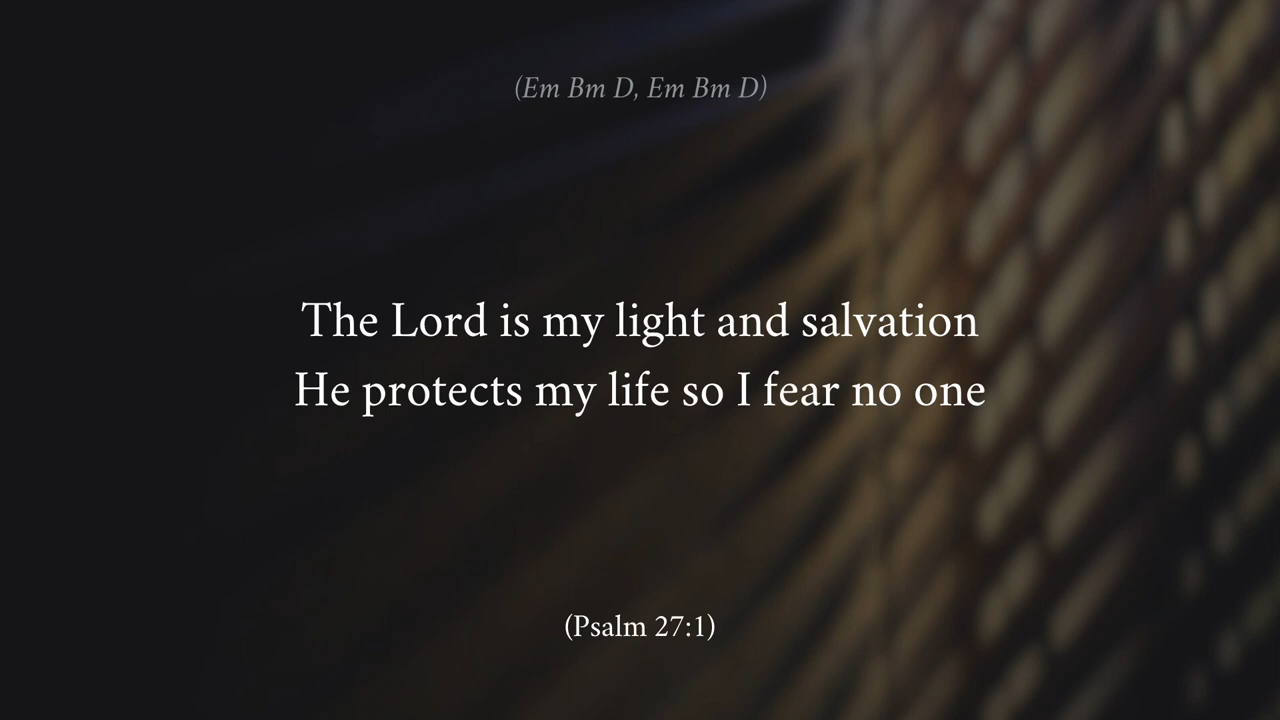 (Em Bm D, Em Bm D)
The Lord is my light and salvation
He protects my life so I fear no one
(Psalm 27:1)